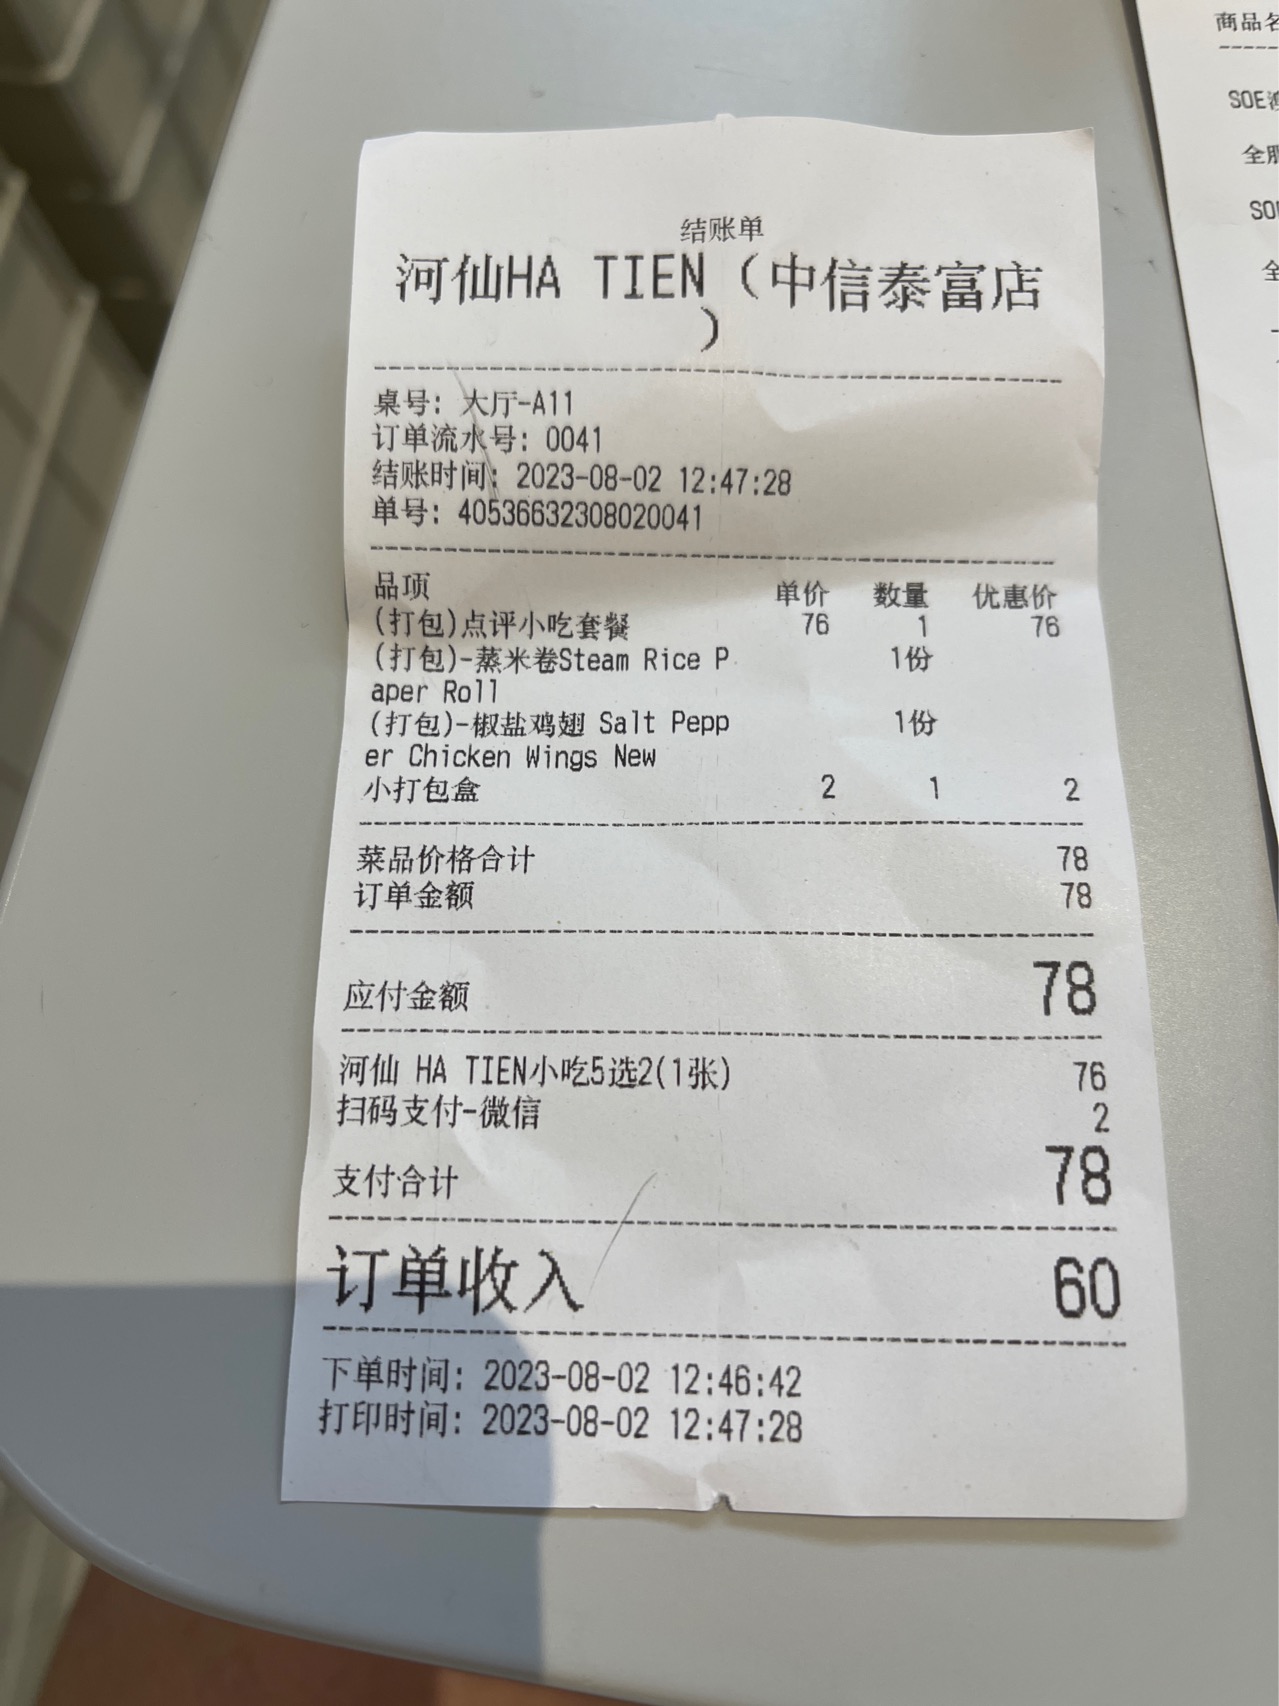 结账单
河仙HA TIEN（中信泰富店
）
桌号: 大厅-A11
订单流水号: 0041
结账时间: 2023-08-02 12:47:28
单号: 40536632308020041
品项 单价 数量 优惠价
(打包)点评小吃套餐 76 1 76
(打包)-蒸米卷Steam Rice P 1份
aper Roll
(打包)-椒盐鸡翅 Salt Pepp 1份
er Chicken Wings New
小打包盒 2 1 2
菜品价格合计 78
订单金额 78
应付金额 78
河仙 HA TIEN小吃5选2(1张) 76
扫码支付-微信 2
支付合计 78
订单收入 60
下单时间: 2023-08-02 12:46:42
打印时间: 2023-08-02 12:47:28
商品名
SOE
全